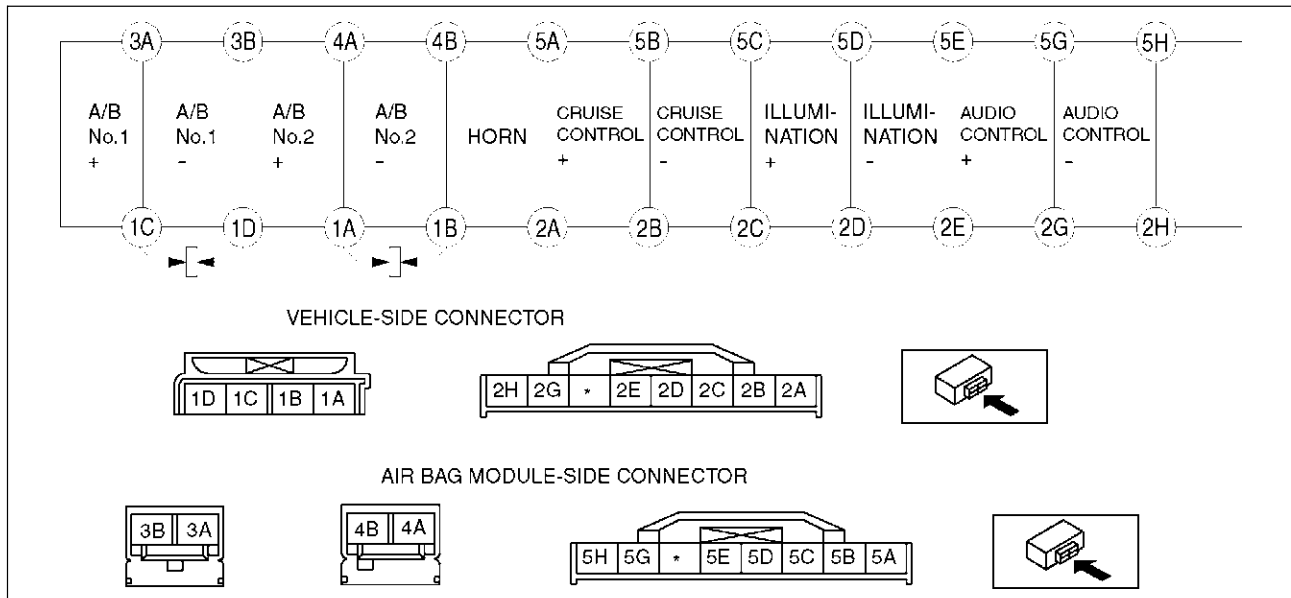 3A 3B 4A 4B 5A 5B 5C 5D 5E 5G 5H
A/B No.1 +
A/B No.1 -
A/B No.2 +
A/B No.2 -
HORN
CRUISE CONTROL +
CRUISE CONTROL -
ILLUMI-
NATION +
ILLUMI-
NATION -
AUDIO CONTROL +
AUDIO CONTROL -
1C 1D 1A 1B 2A 2B 2C 2D 2E 2G 2H
VEHICLE-SIDE CONNECTOR
1D 1C 1B 1A
2H 2G * 2E 2D 2C 2B 2A
AIR BAG MODULE-SIDE CONNECTOR
3B 3A
4B 4A
5H 5G * 5E 5D 5C 5B 5A